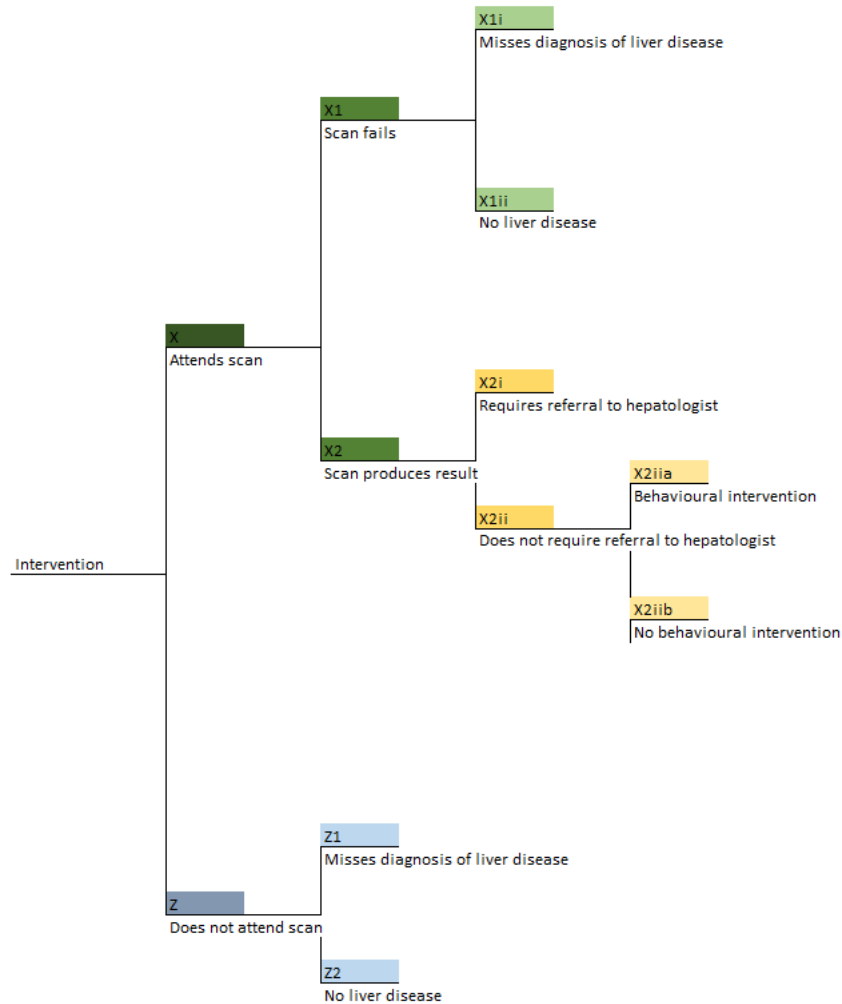 X1i
Misses diagnosis of liver disease
X1
Scan fails
X1ii
No liver disease
X
Attends scan
X2i
Requires referral to hepatologist
X2
Scan produces result
X2iia
Behavioural intervention
X2ii
Does not require referral to hepatologist
Intervention
X2iib
No behavioural intervention
Z1
Misses diagnosis of liver disease
Z
Does not attend scan
Z2
No liver disease